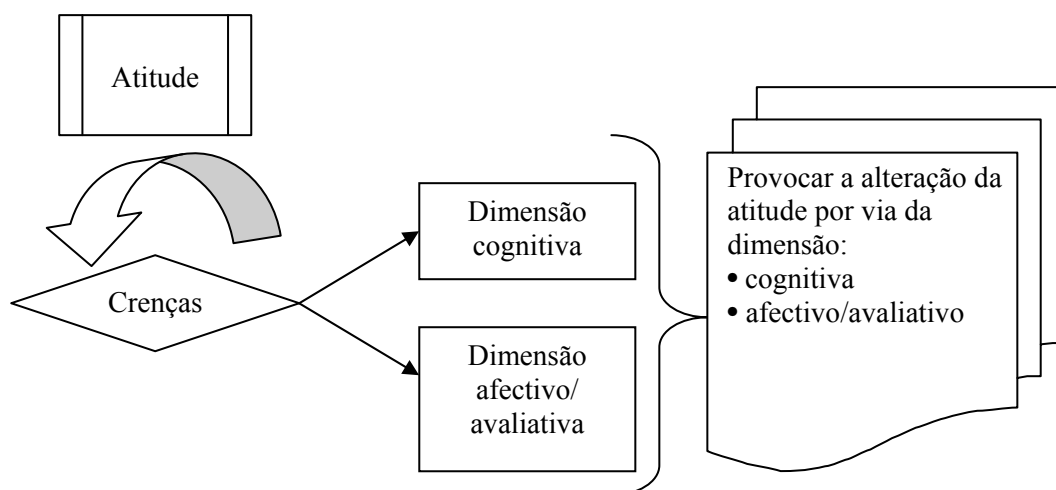 Atitude
Crenças
Dimensão
cognitiva
Dimensão
afectivo/
avaliativa
Provocar a alteração da
atitude por via da
dimensão:
• cognitiva
• afectivo/avaliativo